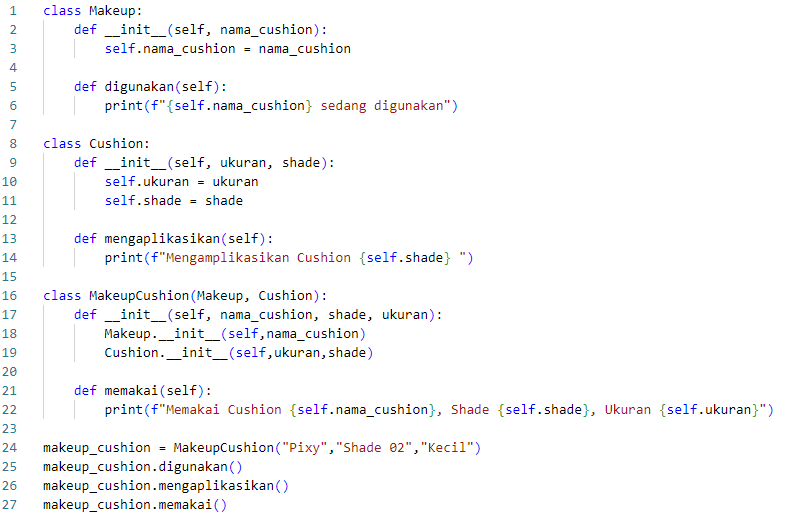 1 class Makeup:
2 def __init__(self, nama_cushion):
3 self.nama_cushion = nama_cushion
4
5 def digunakan(self):
6 print(f"{self.nama_cushion} sedang digunakan")
7
8 class Cushion:
9 def __init__(self, ukuran, shade):
10 self.ukuran = ukuran
11 self.shade = shade
12
13 def mengaplikasikan(self):
14 print(f"Mengamplikasikan Cushion {self.shade} ")
15
16 class MakeupCushion(Makeup, Cushion):
17 def __init__(self, nama_cushion, shade, ukuran):
18 Makeup.__init__(self,nama_cushion)
19 Cushion.__init__(self,ukuran,shade)
20
21 def memakai(self):
22 print(f"Memakai Cushion {self.nama_cushion}, Shade {self.shade}, Ukuran {self.ukuran}")
23
24 makeup_cushion = MakeupCushion("Pixy","Shade 02","Kecil")
25 makeup_cushion.digunakan()
26 makeup_cushion.mengaplikasikan()
27 makeup_cushion.memakai()